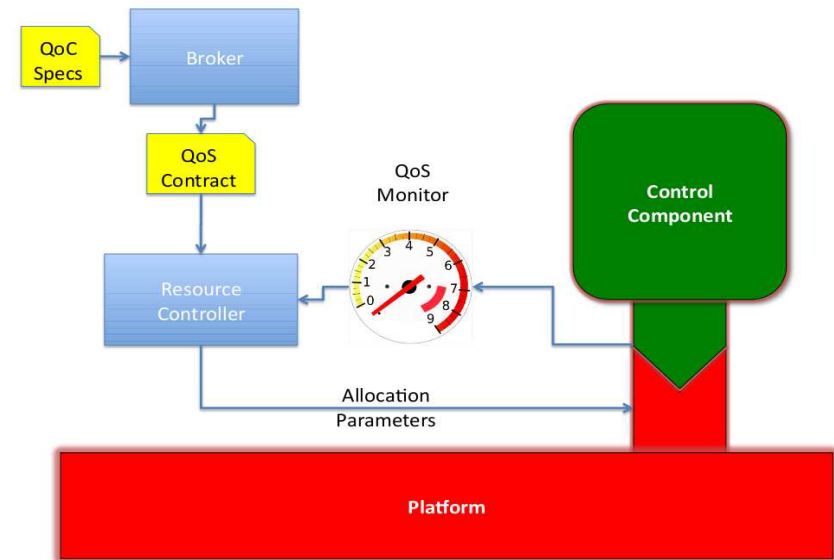 QoC
Specs
Broker
QoS
Contract
QoS
Monitor
Control
Component
Resource
Controller
0
1
2
3
4
5
6
7
8
9
Allocation
Parameters
Platform